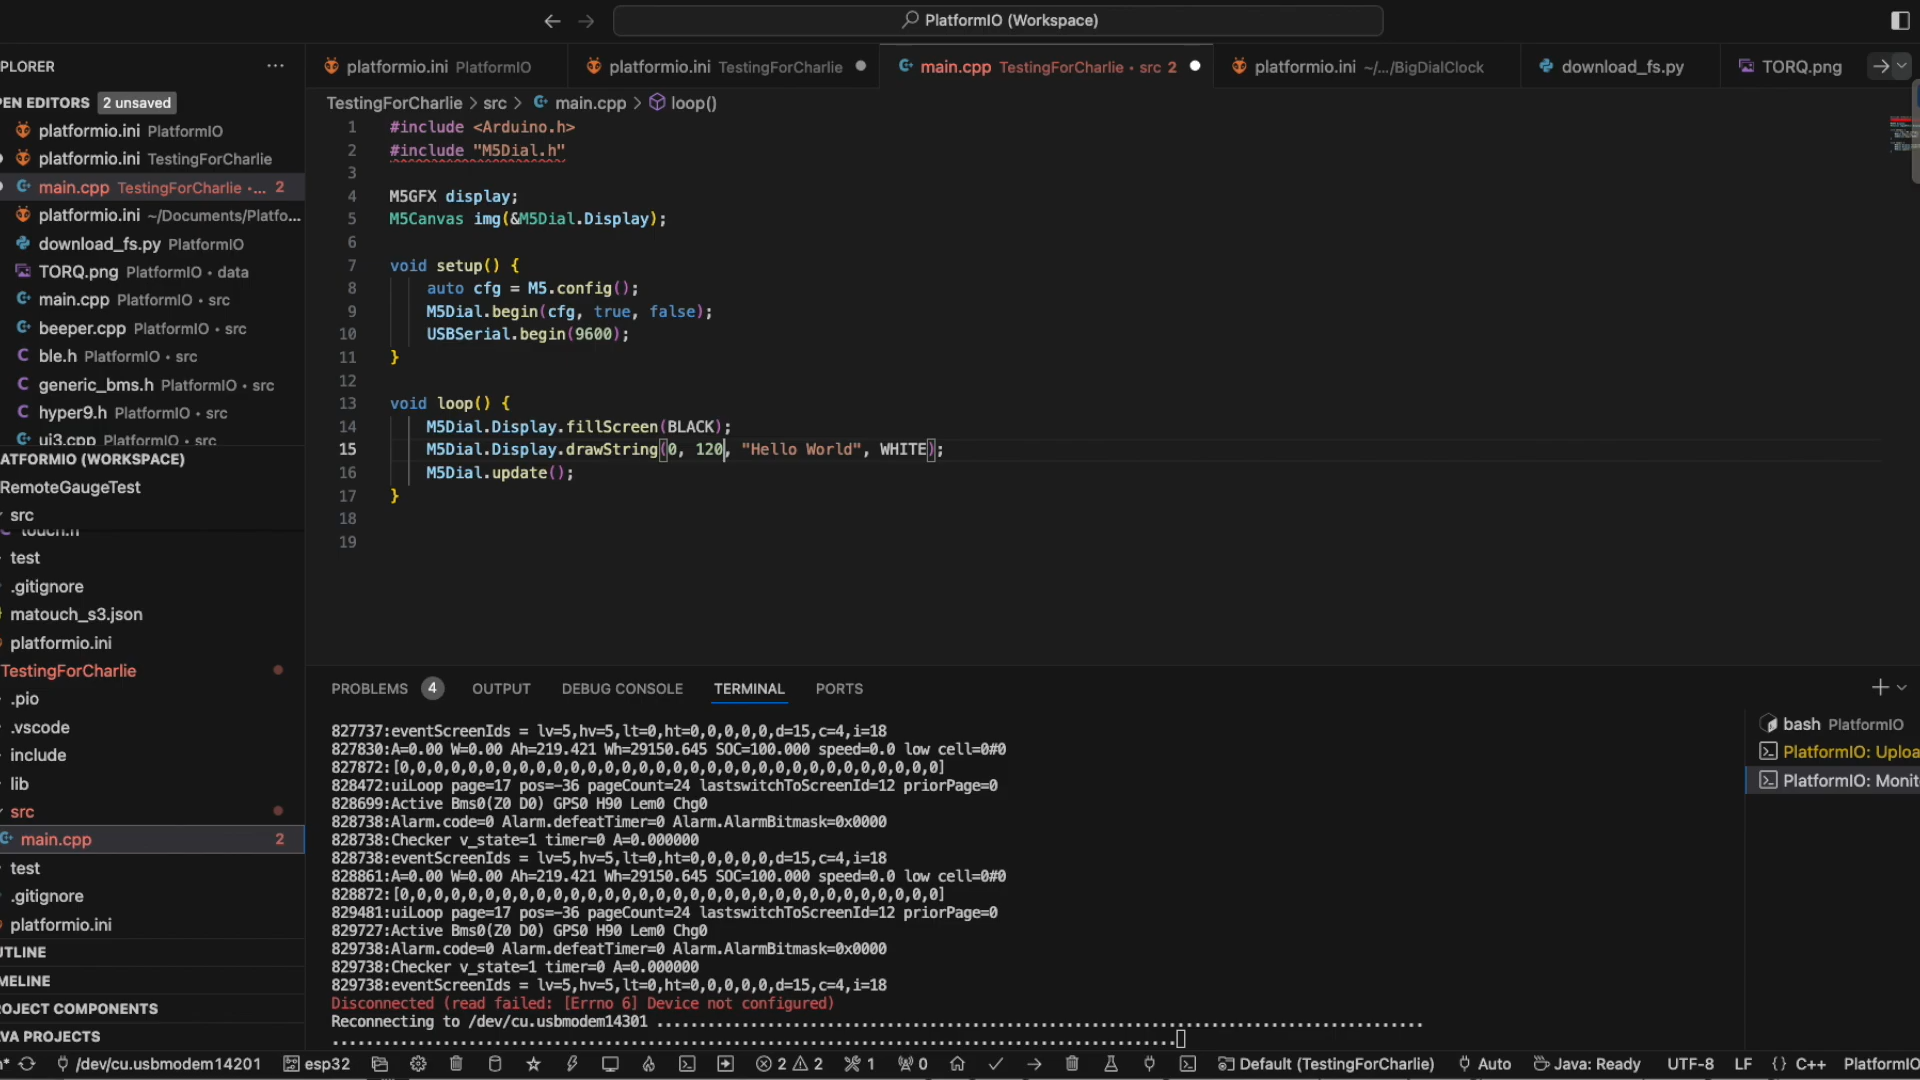 PlatformIO (Workspace)
PLORER
platformio.ini PlatformIO
platformio.ini TestingForCharlie
main.cpp TestingForCharlie • src 2
platformio.ini ~/.../BigDialClock
download_fs.py
TORQ.png
PEN EDITORS 2 unsaved
platformio.ini PlatformIO
platformio.ini TestingForCharlie
main.cpp TestingForCharlie •... 2
platformio.ini ~/Documents/Platfo...
download_fs.py PlatformIO
TORQ.png PlatformIO • data
main.cpp PlatformIO • src
beeper.cpp PlatformIO • src
ble.h PlatformIO • src
generic_bms.h PlatformIO • src
hyper9.h PlatformIO • src
ui3.cpp PlatformIO • src
ATFORMIO (WORKSPACE)
RemoteGaugeTest
src
touch.h
test
.gitignore
matouch_s3.json
platformio.ini
TestingForCharlie
.pio
.vscode
include
lib
src
main.cpp 2
test
.gitignore
platformio.ini
UTLINE
MELINE
ROJECT COMPONENTS
VA PROJECTS
TestingForCharlie > src > main.cpp > loop()
1 #include <Arduino.h>
2 #include "M5Dial.h"
3
4 M5GFX display;
5 M5Canvas img(&M5Dial.Display);
6
7 void setup() {
8 auto cfg = M5.config();
9 M5Dial.begin(cfg, true, false);
10 USBSerial.begin(9600);
11 }
12
13 void loop() {
14 M5Dial.Display.fillScreen(BLACK);
15 M5Dial.Display.drawString(0, 120, "Hello World", WHITE);
16 M5Dial.update();
17 }
18
19
PROBLEMS 4 OUTPUT DEBUG CONSOLE TERMINAL PORTS
827737:eventScreenIds = lv=5,hv=5,lt=0,ht=0,0,0,0,0,d=15,c=4,i=18
827830:A=0.00 W=0.00 Ah=219.421 Wh=29150.645 SOC=100.000 speed=0.0 low cell=0#0
827872:[0,0,0,0,0,0,0,0,0,0,0,0,0,0,0,0,0,0,0,0,0,0,0,0,0,0,0,0,0,0,0,0]
828472:uiLoop page=17 pos=-36 pageCount=24 lastswitchToScreenId=12 priorPage=0
828699:Active Bms0(Z0 D0) GPS0 H90 Lem0 Chg0
828738:Alarm.code=0 Alarm.defeatTimer=0 Alarm.AlarmBitmask=0x0000
828738:Checker v_state=1 timer=0 A=0.000000
828738:eventScreenIds = lv=5,hv=5,lt=0,ht=0,0,0,0,0,d=15,c=4,i=18
828861:A=0.00 W=0.00 Ah=219.421 Wh=29150.645 SOC=100.000 speed=0.0 low cell=0#0
828872:[0,0,0,0,0,0,0,0,0,0,0,0,0,0,0,0,0,0,0,0,0,0,0,0,0,0,0,0,0,0,0,0]
829481:uiLoop page=17 pos=-36 pageCount=24 lastswitchToScreenId=12 priorPage=0
829727:Active Bms0(Z0 D0) GPS0 H90 Lem0 Chg0
829738:Alarm.code=0 Alarm.defeatTimer=0 Alarm.AlarmBitmask=0x0000
829738:Checker v_state=1 timer=0 A=0.000000
829738:eventScreenIds = lv=5,hv=5,lt=0,ht=0,0,0,0,0,d=15,c=4,i=18
Disconnected (read failed: [Errno 6] Device not configured)
Reconnecting to /dev/cu.usbmodem14301 ..........................................................................................
bash PlatformIO
PlatformIO: Uploa
PlatformIO: Monit
/dev/cu.usbmodem14201 esp32 2 2 1 0 Default (TestingForCharlie) Auto Java: Ready UTF-8 LF {} C++ PlatformIO